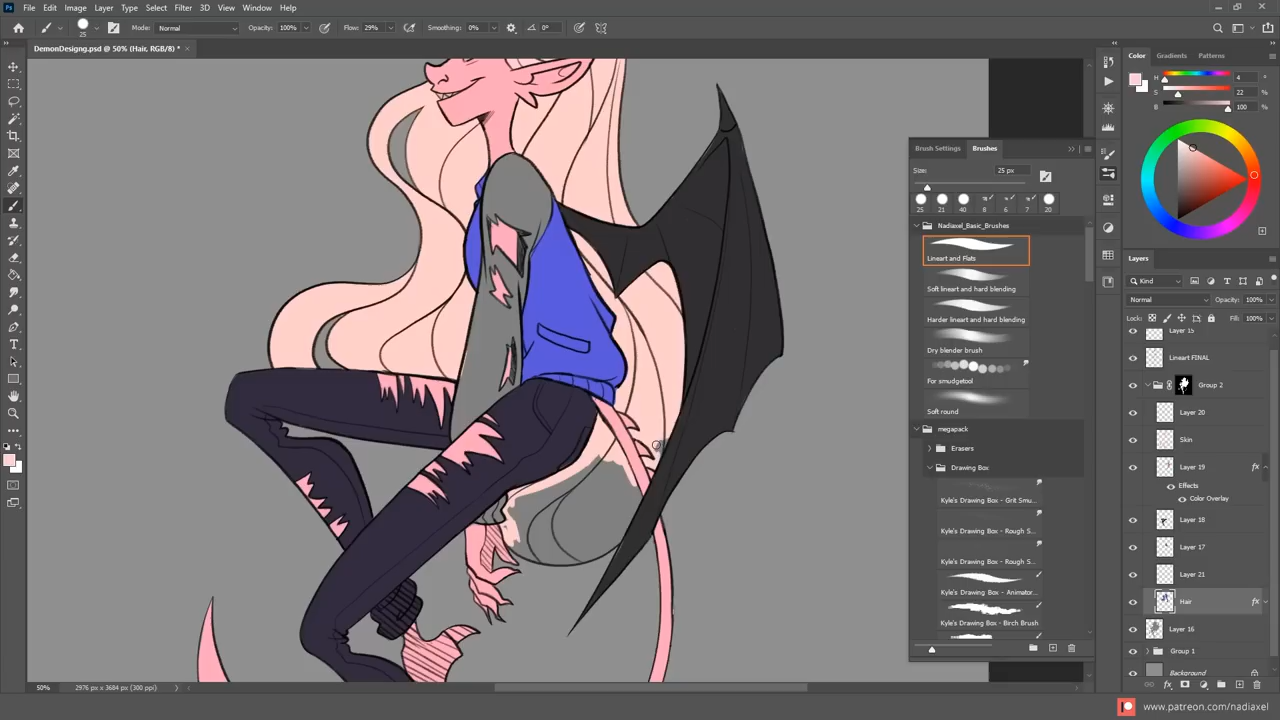 Ps File Edit Image Layer Type Select Filter 3D View Window Help
25 Mode: Normal Opacity: 100% Flow: 29% Smoothing: 0% 0°
DemonDesigng.psd @ 50% (Hair, RGB/8) * ×
Color Gradients Patterns
H 4 °
S 22 %
B 100 %
Brush Settings Brushes
Size: 25 px
25 21 40 8 6 7 20
Nadiaxel_Basic_Brushes
Lineart and Flats
Soft lineart and hard blending
Harder lineart and hard blending
Dry blender brush
For smudgetool
Soft round
megapack
Erasers
Drawing Box
Kyle's Drawing Box - Grit Smu...
Kyle's Drawing Box - Rough S...
Kyle's Drawing Box - Rough S...
Kyle's Drawing Box - Animator...
Kyle's Drawing Box - Birch Brush
Layers
Kind
Normal Opacity: 100%
Lock: Fill: 100%
Layer 15
Lineart FINAL
Group 2
Layer 20
Skin
Layer 19 fx
Effects
Color Overlay
Layer 18
Layer 17
Layer 21
Hair fx
Layer 16
Group 1
Background
50% 2976 px x 3684 px (300 ppi)
www.patreon.com/nadiaxel